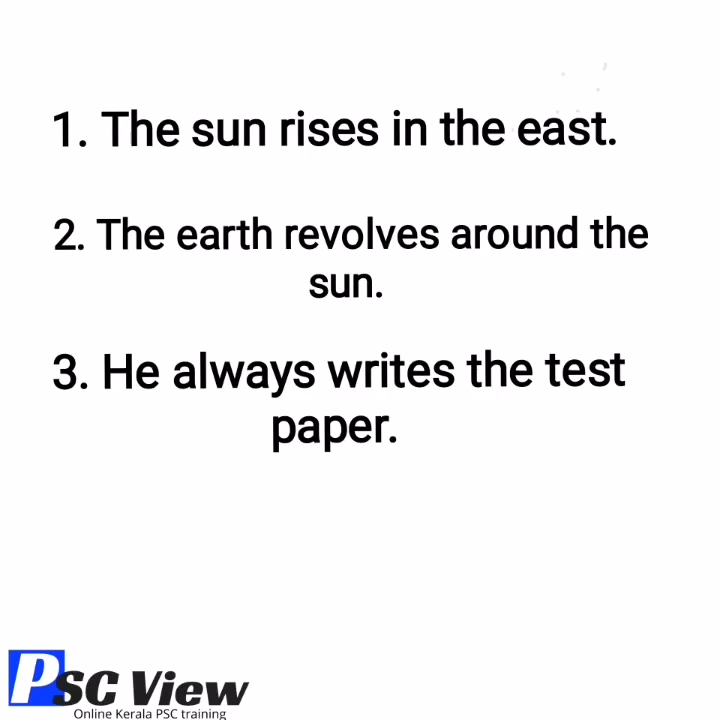 1. The sun rises in the east.
2. The earth revolves around the
sun.
3. He always writes the test
paper.
PSC View
Online Kerala PSC training